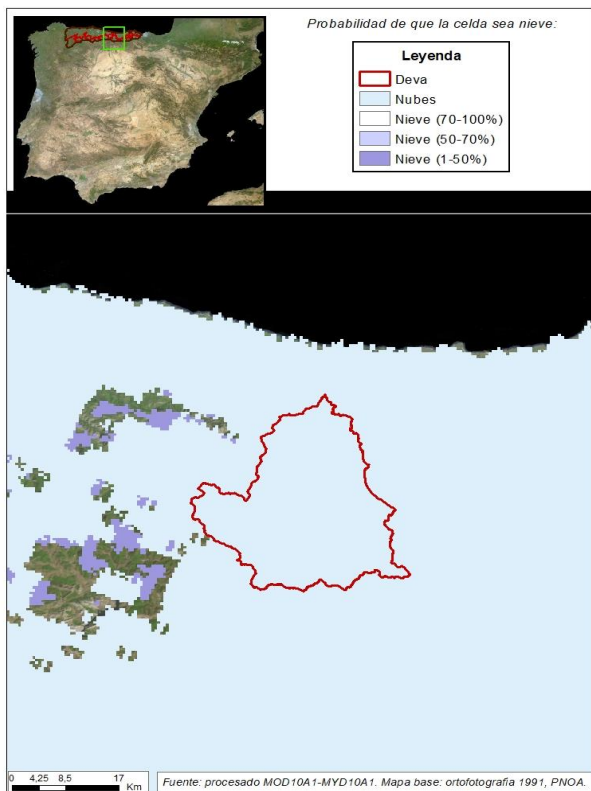 Probabilidad de que la celda sea nieve:
Leyenda
Deva
Nubes
Nieve (70-100%)
Nieve (50-70%)
Nieve (1-50%)
0 4,25 8,5 17
Km
Fuente: procesado MOD10A1-MYD10A1. Mapa base: ortofotografía 1991, PNOA.